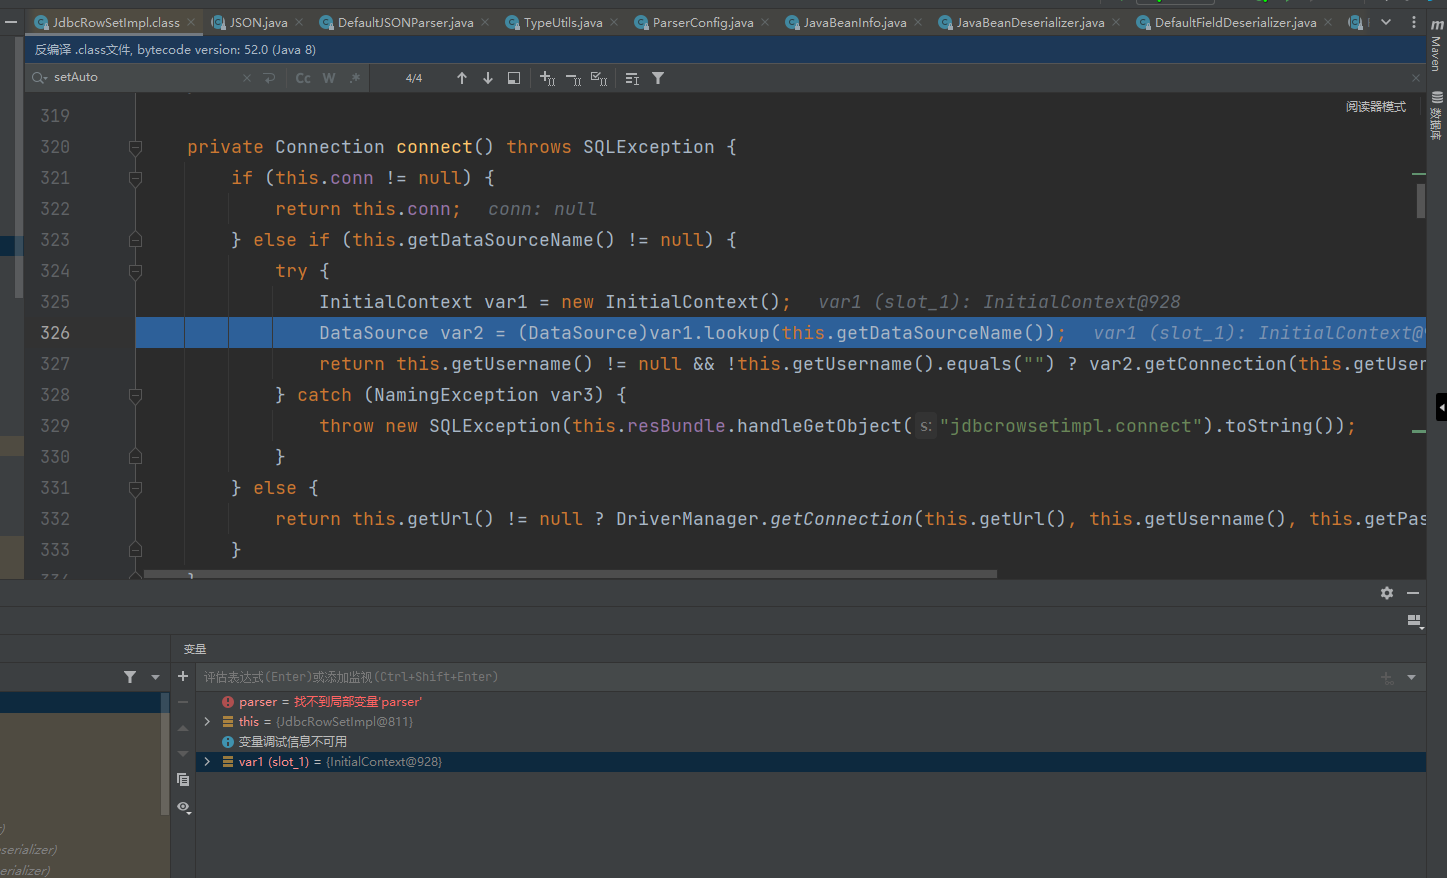 JdbcRowSetImpl.class JSON.java DefaultJSONParser.java TypeUtils.java ParserConfig.java JavaBeanInfo.java JavaBeanDeserializer.java DefaultFieldDeserializer.java
反编译 .class文件, bytecode version: 52.0 (Java 8)
setAuto Cc W .* 4/4
阅读器模式
Maven
数据库
319
320 private Connection connect() throws SQLException {
321 if (this.conn != null) {
322 return this.conn; conn: null
323 } else if (this.getDataSourceName() != null) {
324 try {
325 InitialContext var1 = new InitialContext(); var1 (slot_1): InitialContext@928
326 DataSource var2 = (DataSource)var1.lookup(this.getDataSourceName()); var1 (slot_1): InitialContext@
327 return this.getUsername() != null && !this.getUsername().equals("") ? var2.getConnection(this.getUser
328 } catch (NamingException var3) {
329 throw new SQLException(this.resBundle.handleGetObject( s: "jdbcrowsetimpl.connect").toString());
330 }
331 } else {
332 return this.getUrl() != null ? DriverManager.getConnection(this.getUrl(), this.getUsername(), this.getPas
333 }
变量
评估表达式(Enter)或添加监视(Ctrl+Shift+Enter)
parser = 找不到局部变量'parser'
this = {JdbcRowSetImpl@811}
变量调试信息不可用
var1 (slot_1) = {InitialContext@928}
serializer)
serializer)